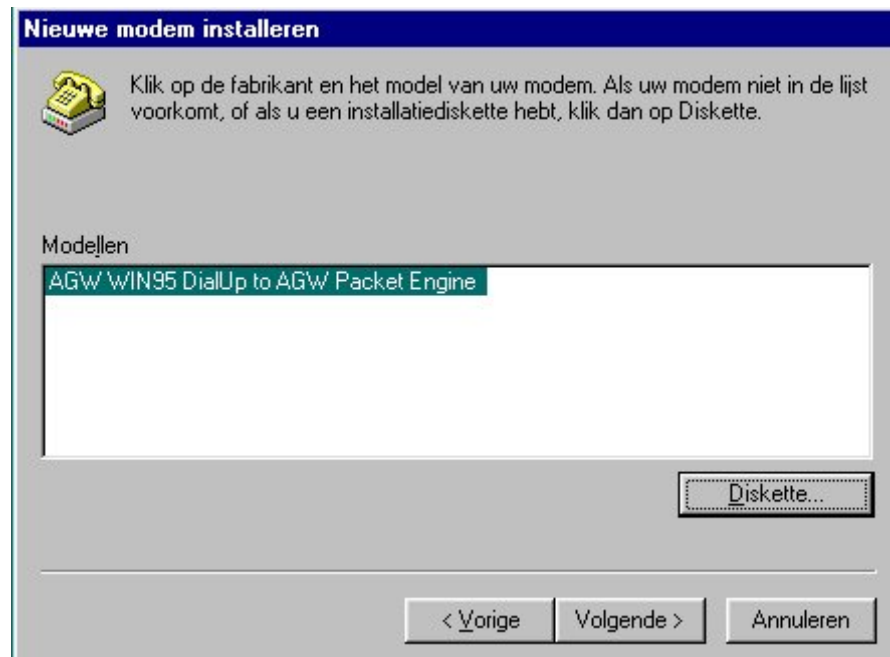 Nieuwe modem installeren
Klik op de fabrikant en het model van uw modem. Als uw modem niet in de lijst
voorkomt, of als u een installatiediskette hebt, klik dan op Diskette.
Modellen
AGW WIN95 DialUp to AGW Packet Engine
Diskette...
< Vorige
Volgende >
Annuleren